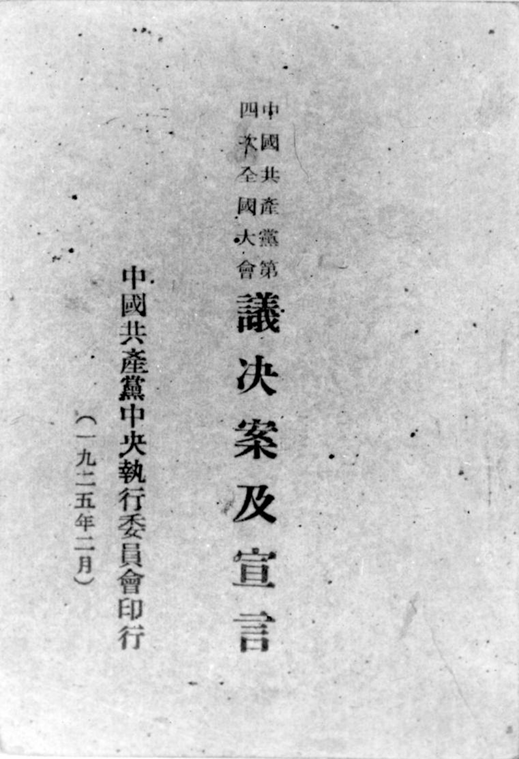 中國共產黨第
四次全國大會
議决案及宣言
中國共產黨中央執行委員會印行
（一九二五年二月）